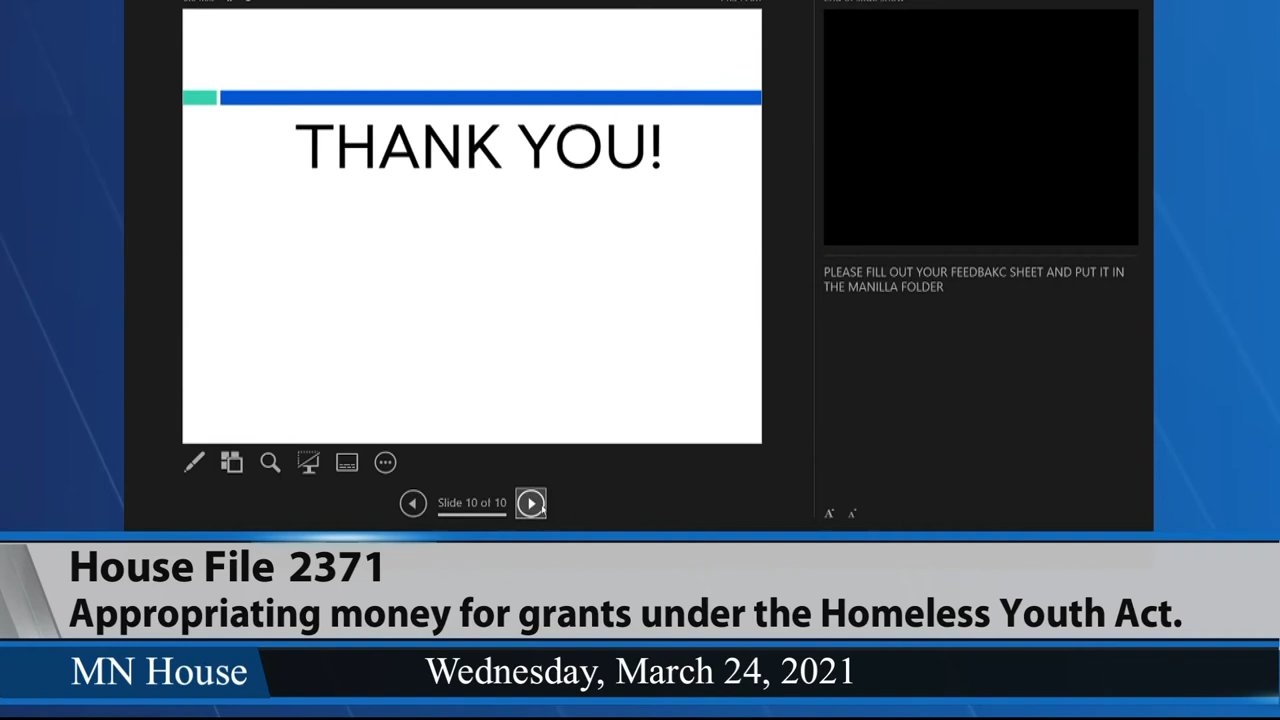 THANK YOU!
PLEASE FILL OUT YOUR FEEDBAKC SHEET AND PUT IT IN
THE MANILLA FOLDER
Slide 10 of 10
A A
House File 2371
Appropriating money for grants under the Homeless Youth Act.
MN House
Wednesday, March 24, 2021